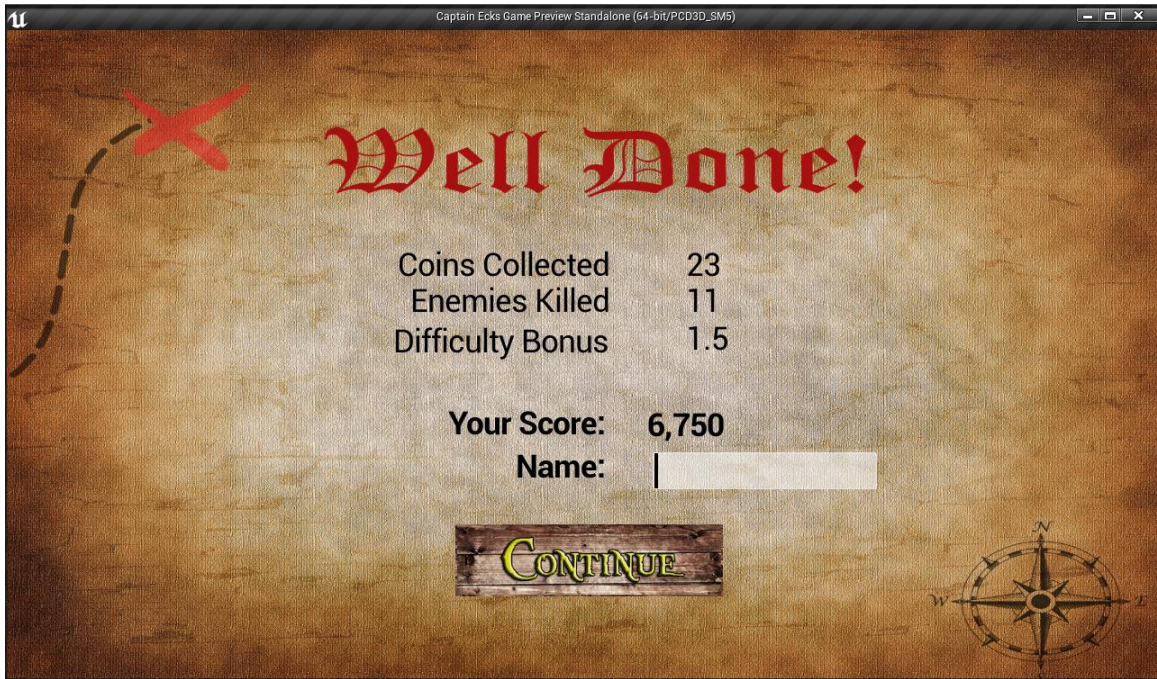 Captain Ecks Game Preview Standalone (64-bit/PCD3D_SM5)
Well Done!
Coins Collected 23
Enemies Killed 11
Difficulty Bonus 1.5
Your Score: 6,750
Name:
CONTINUE
N
W E
S